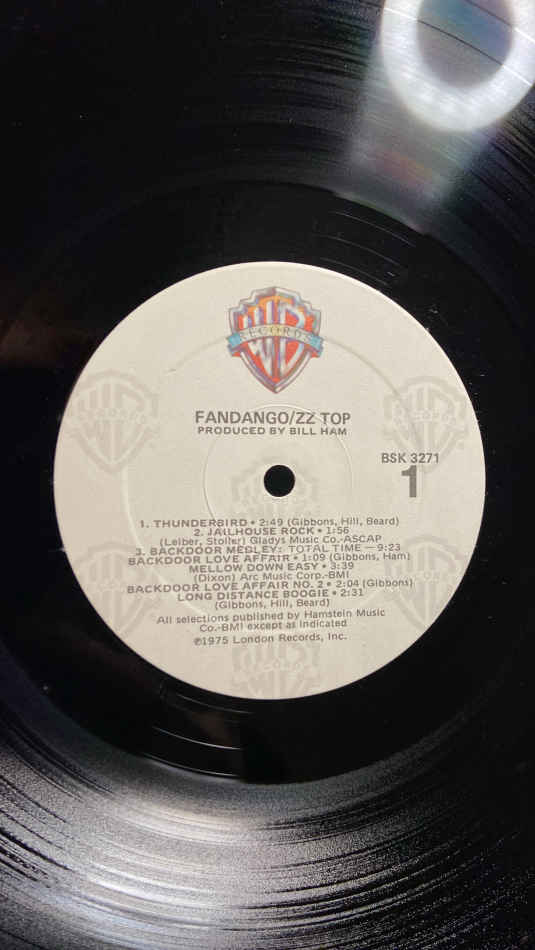 RECORDS
FANDANGO/ZZ TOP
PRODUCED BY BILL HAM
BSK 3271
1
1. THUNDERBIRD • 2:49 (Gibbons, Hill, Beard)
2. JAILHOUSE ROCK • 1:56
(Leiber, Stoller) Gladys Music Co.-ASCAP
3. BACKDOOR MEDLEY: TOTAL TIME — 9:23
BACKDOOR LOVE AFFAIR • 1:09 (Gibbons, Ham)
MELLOW DOWN EASY • 3:39
(Dixon) Arc Music Corp.-BMI
BACKDOOR LOVE AFFAIR NO. 2 • 2:04 (Gibbons)
LONG DISTANCE BOOGIE • 2:31
(Gibbons, Hill, Beard)
All selections published by Hamstein Music
Co.-BMI except as indicated
℗1975 London Records, Inc.